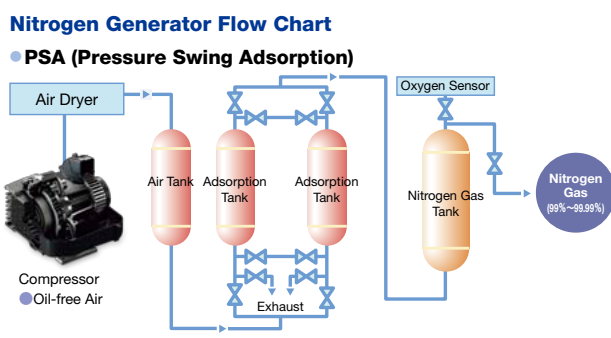 Nitrogen Generator Flow Chart
PSA (Pressure Swing Adsorption)
Air Dryer
Oxygen Sensor
Air Tank
Adsorption
Tank
Adsorption
Tank
Nitrogen Gas
Tank
Nitrogen
Gas
(99%～99.99%)
Compressor
Oil-free Air
Exhaust